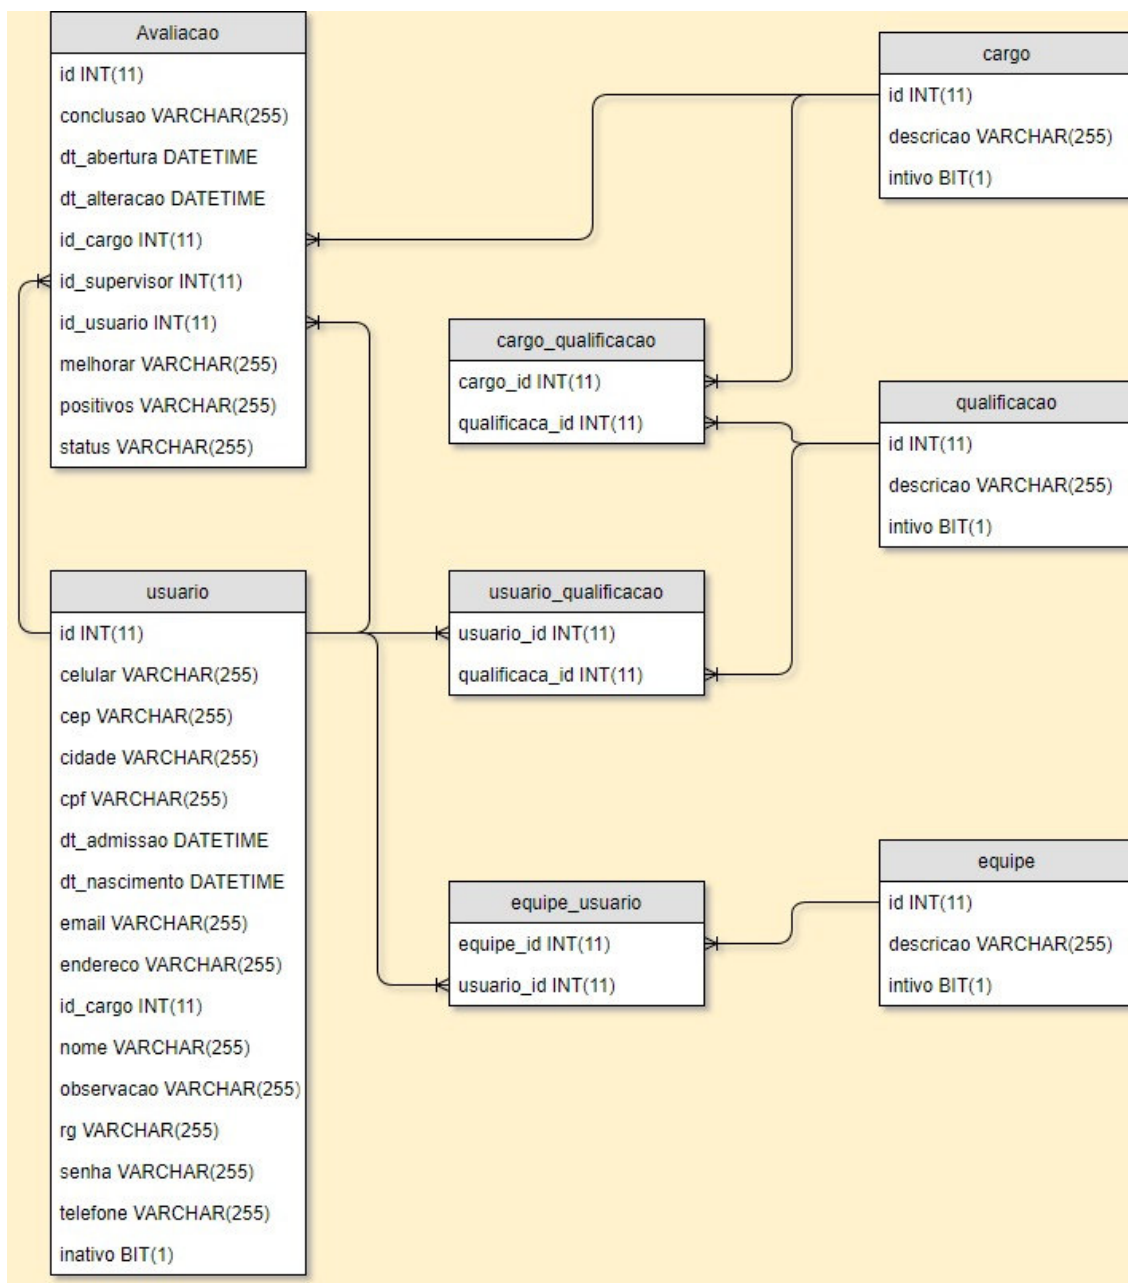 Avaliacao
id INT(11)
conclusao VARCHAR(255)
dt_abertura DATETIME
dt_alteracao DATETIME
id_cargo INT(11)
id_supervisor INT(11)
id_usuario INT(11)
melhorar VARCHAR(255)
positivos VARCHAR(255)
status VARCHAR(255)
cargo
id INT(11)
descricao VARCHAR(255)
intivo BIT(1)
cargo_qualificacao
cargo_id INT(11)
qualificaca_id INT(11)
qualificacao
id INT(11)
descricao VARCHAR(255)
intivo BIT(1)
usuario
id INT(11)
celular VARCHAR(255)
cep VARCHAR(255)
cidade VARCHAR(255)
cpf VARCHAR(255)
dt_admissao DATETIME
dt_nascimento DATETIME
email VARCHAR(255)
endereco VARCHAR(255)
id_cargo INT(11)
nome VARCHAR(255)
observacao VARCHAR(255)
rg VARCHAR(255)
senha VARCHAR(255)
telefone VARCHAR(255)
inativo BIT(1)
usuario_qualificacao
usuario_id INT(11)
qualificaca_id INT(11)
equipe_usuario
equipe_id INT(11)
usuario_id INT(11)
equipe
id INT(11)
descricao VARCHAR(255)
intivo BIT(1)